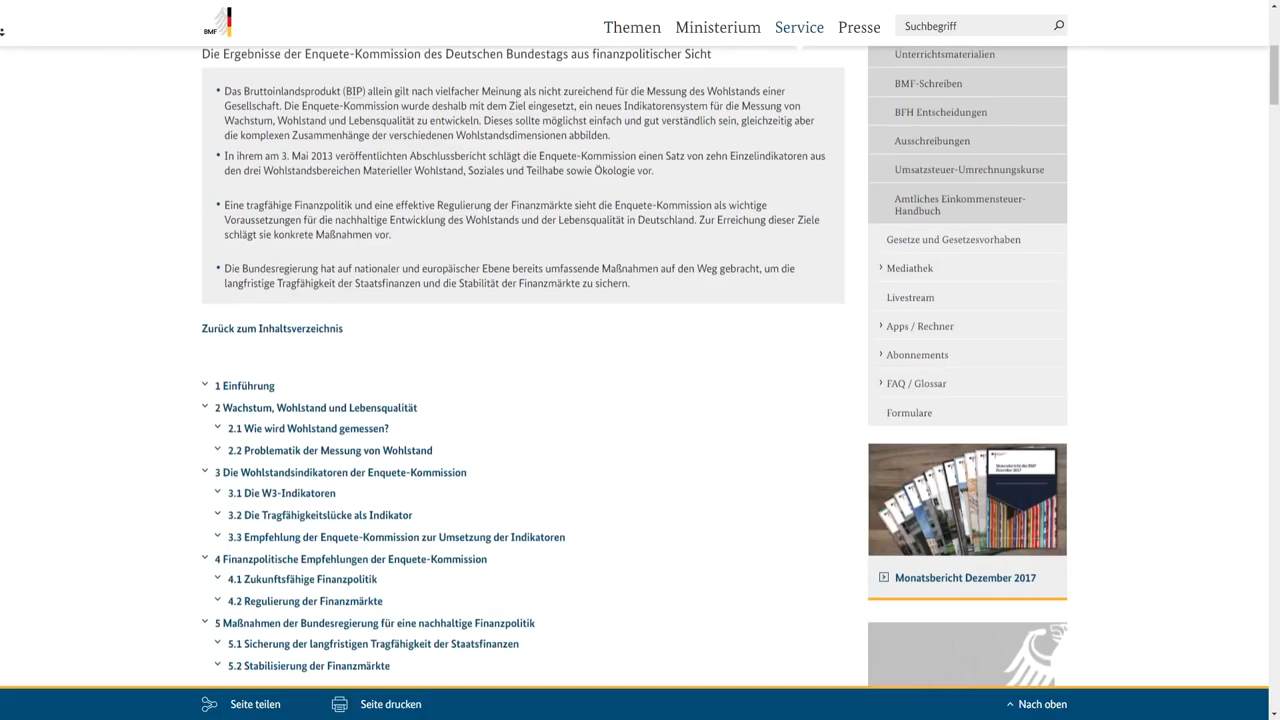 BMF
Themen Ministerium Service Presse
Suchbegriff
Die Ergebnisse der Enquete-Kommission des Deutschen Bundestags aus finanzpolitischer Sicht
• Das Bruttoinlandsprodukt (BIP) allein gilt nach vielfacher Meinung als nicht zureichend für die Messung des Wohlstands einer
Gesellschaft. Die Enquete-Kommission wurde deshalb mit dem Ziel eingesetzt, ein neues Indikatorensystem für die Messung von
Wachstum, Wohlstand und Lebensqualität zu entwickeln. Dieses sollte möglichst einfach und gut verständlich sein, gleichzeitig aber
die komplexen Zusammenhänge der verschiedenen Wohlstandsdimensionen abbilden.
• In ihrem am 3. Mai 2013 veröffentlichten Abschlussbericht schlägt die Enquete-Kommission einen Satz von zehn Einzelindikatoren aus
den drei Wohlstandsbereichen Materieller Wohlstand, Soziales und Teilhabe sowie Ökologie vor.
• Eine tragfähige Finanzpolitik und eine effektive Regulierung der Finanzmärkte sieht die Enquete-Kommission als wichtige
Voraussetzungen für die nachhaltige Entwicklung des Wohlstands und der Lebensqualität in Deutschland. Zur Erreichung dieser Ziele
schlägt sie konkrete Maßnahmen vor.
• Die Bundesregierung hat auf nationaler und europäischer Ebene bereits umfassende Maßnahmen auf den Weg gebracht, um die
langfristige Tragfähigkeit der Staatsfinanzen und die Stabilität der Finanzmärkte zu sichern.
Zurück zum Inhaltsverzeichnis
1 Einführung
2 Wachstum, Wohlstand und Lebensqualität
2.1 Wie wird Wohlstand gemessen?
2.2 Problematik der Messung von Wohlstand
3 Die Wohlstandsindikatoren der Enquete-Kommission
3.1 Die W3-Indikatoren
3.2 Die Tragfähigkeitslücke als Indikator
3.3 Empfehlung der Enquete-Kommission zur Umsetzung der Indikatoren
4 Finanzpolitische Empfehlungen der Enquete-Kommission
4.1 Zukunftsfähige Finanzpolitik
4.2 Regulierung der Finanzmärkte
5 Maßnahmen der Bundesregierung für eine nachhaltige Finanzpolitik
5.1 Sicherung der langfristigen Tragfähigkeit der Staatsfinanzen
5.2 Stabilisierung der Finanzmärkte
Unterrichtsmaterialien
BMF-Schreiben
BFH Entscheidungen
Ausschreibungen
Umsatzsteuer-Umrechnungskurse
Amtliches Einkommensteuer-
Handbuch
Gesetze und Gesetzesvorhaben
Mediathek
Livestream
Apps / Rechner
Abonnements
FAQ / Glossar
Formulare
Monatsbericht des BMF
Dezember 2017
Monatsbericht Dezember 2017
Seite teilen Seite drucken Nach oben